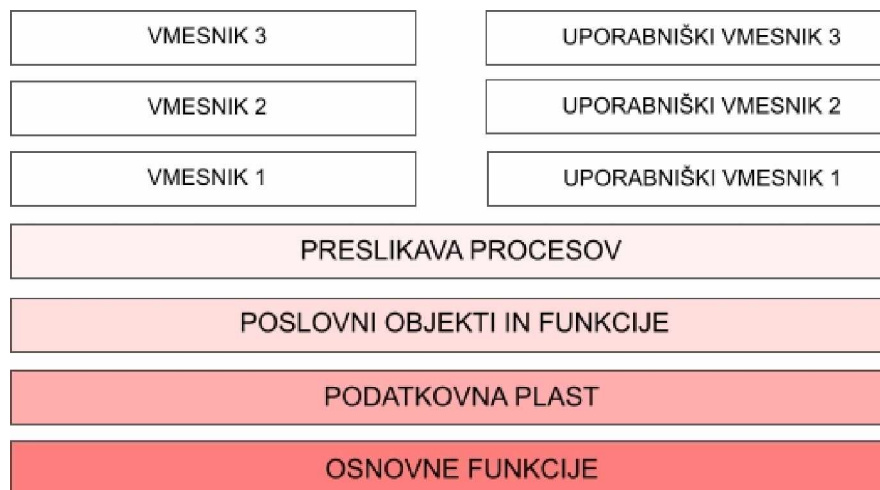 VMESNIK 3
UPORABNIŠKI VMESNIK 3
VMESNIK 2
UPORABNIŠKI VMESNIK 2
VMESNIK 1
UPORABNIŠKI VMESNIK 1
PRESLIKAVA PROCESOV
POSLOVNI OBJEKTI IN FUNKCIJE
PODATKOVNA PLAST
OSNOVNE FUNKCIJE